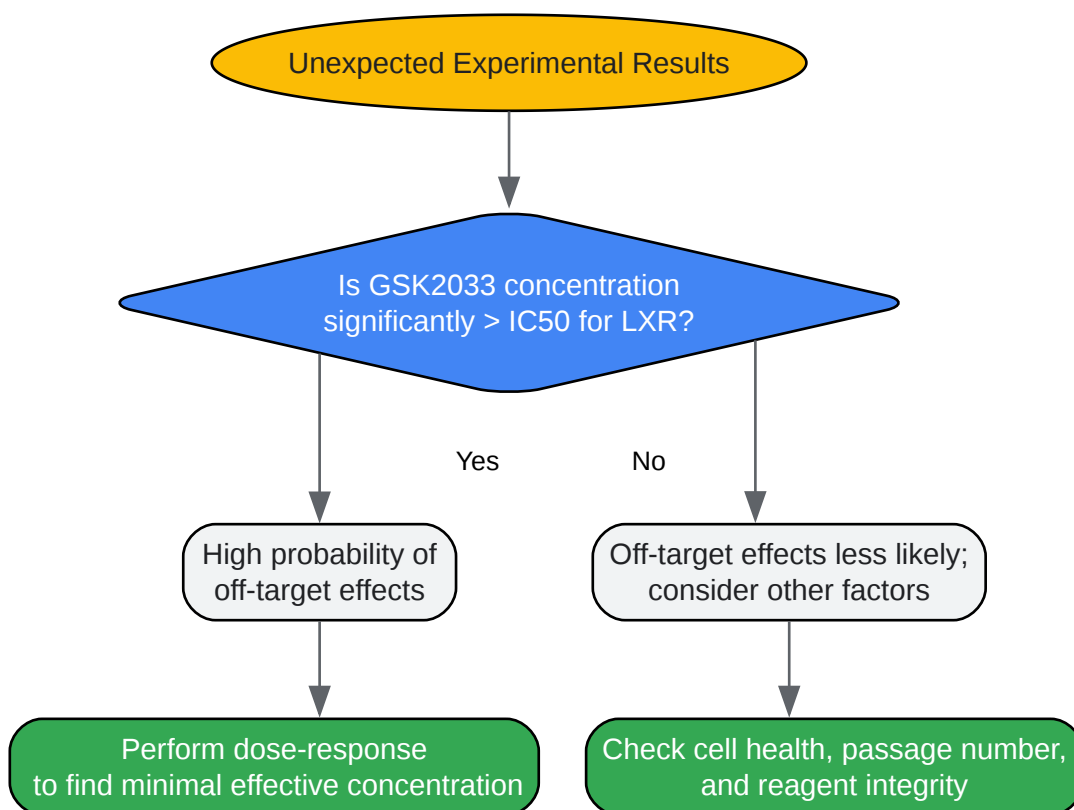 Unexpected Experimental Results
Is GSK2033 concentration
significantly > IC50 for LXR?
Yes
No
High probability of
off-target effects
Off-target effects less likely;
consider other factors
Perform dose-response
to find minimal effective concentration
Check cell health, passage number,
and reagent integrity